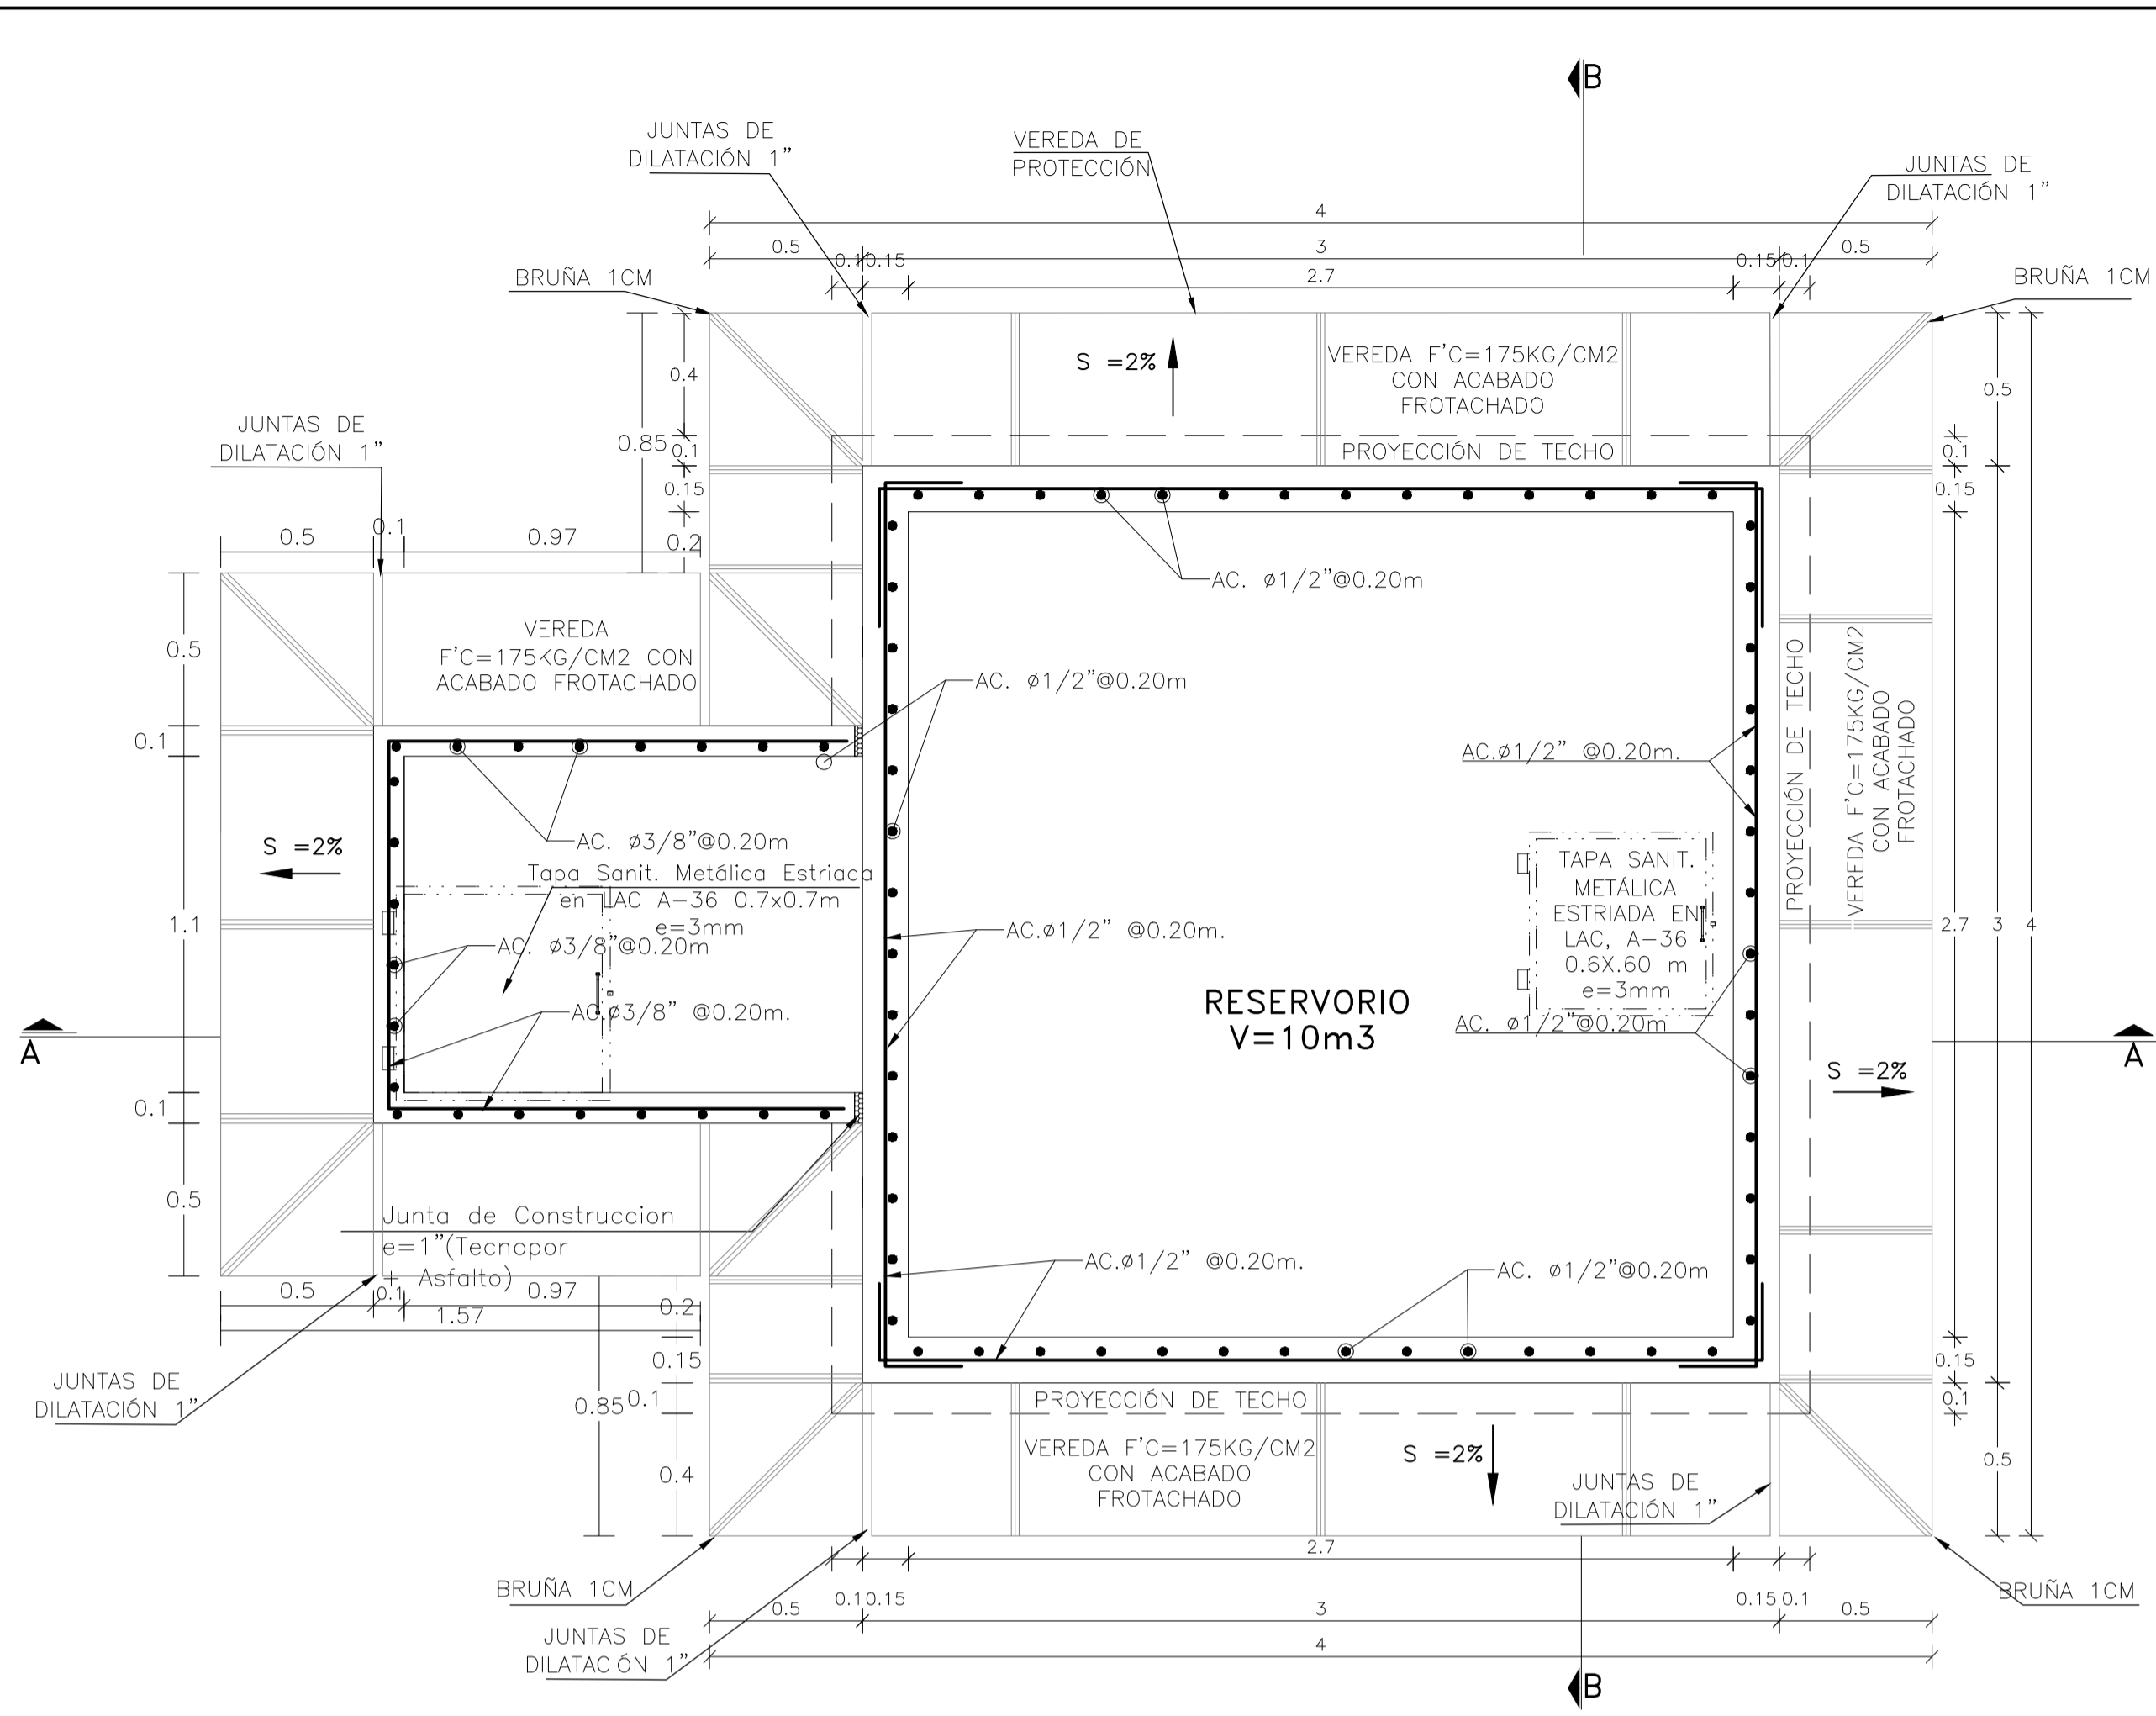 B
JUNTAS DE
DILATACIÓN 1"
VEREDA DE
PROTECCIÓN
JUNTAS DE
DILATACIÓN 1"
4
0.5
3
0.5
0.1
0.15
2.7
0.15
0.1
BRUÑA 1CM
BRUÑA 1CM
S =2%
VEREDA F'C=175KG/CM2
CON ACABADO
FROTACHADO
PROYECCIÓN DE TECHO
0.4
0.85
0.1
0.15
0.2
0.5
0.1
0.15
JUNTAS DE
DILATACIÓN 1"
0.5
0.1
0.97
AC. ø1/2"@0.20m
VEREDA
F'C=175KG/CM2 CON
ACABADO FROTACHADO
0.5
0.1
1.1
0.1
0.5
AC. ø1/2"@0.20m
AC.ø1/2" @0.20m.
PROYECCIÓN DE TECHO
VEREDA F'C=175KG/CM2
CON ACABADO
FROTACHADO
S =2%
AC. ø3/8"@0.20m
Tapa Sanit. Metálica Estriada
en LAC A-36 0.7x0.7m
e=3mm
AC. ø3/8"@0.20m
AC.ø3/8" @0.20m.
AC.ø1/2" @0.20m.
TAPA SANIT.
METÁLICA
ESTRIADA EN
LAC, A-36
0.6X.60 m
e=3mm
2.7
3
4
RESERVORIO
V=10m3
AC. ø1/2"@0.20m
A
A
S =2%
Junta de Construccion
e=1"(Tecnopor
+ Asfalto)
AC.ø1/2" @0.20m.
AC. ø1/2"@0.20m
0.5
0.1
0.97
1.57
0.2
0.15
0.85
0.1
0.4
0.15
0.1
0.5
JUNTAS DE
DILATACIÓN 1"
PROYECCIÓN DE TECHO
VEREDA F'C=175KG/CM2
CON ACABADO
FROTACHADO
S =2%
JUNTAS DE
DILATACIÓN 1"
2.7
BRUÑA 1CM
BRUÑA 1CM
0.5
0.1
0.15
3
0.15
0.1
0.5
4
JUNTAS DE
DILATACIÓN 1"
B